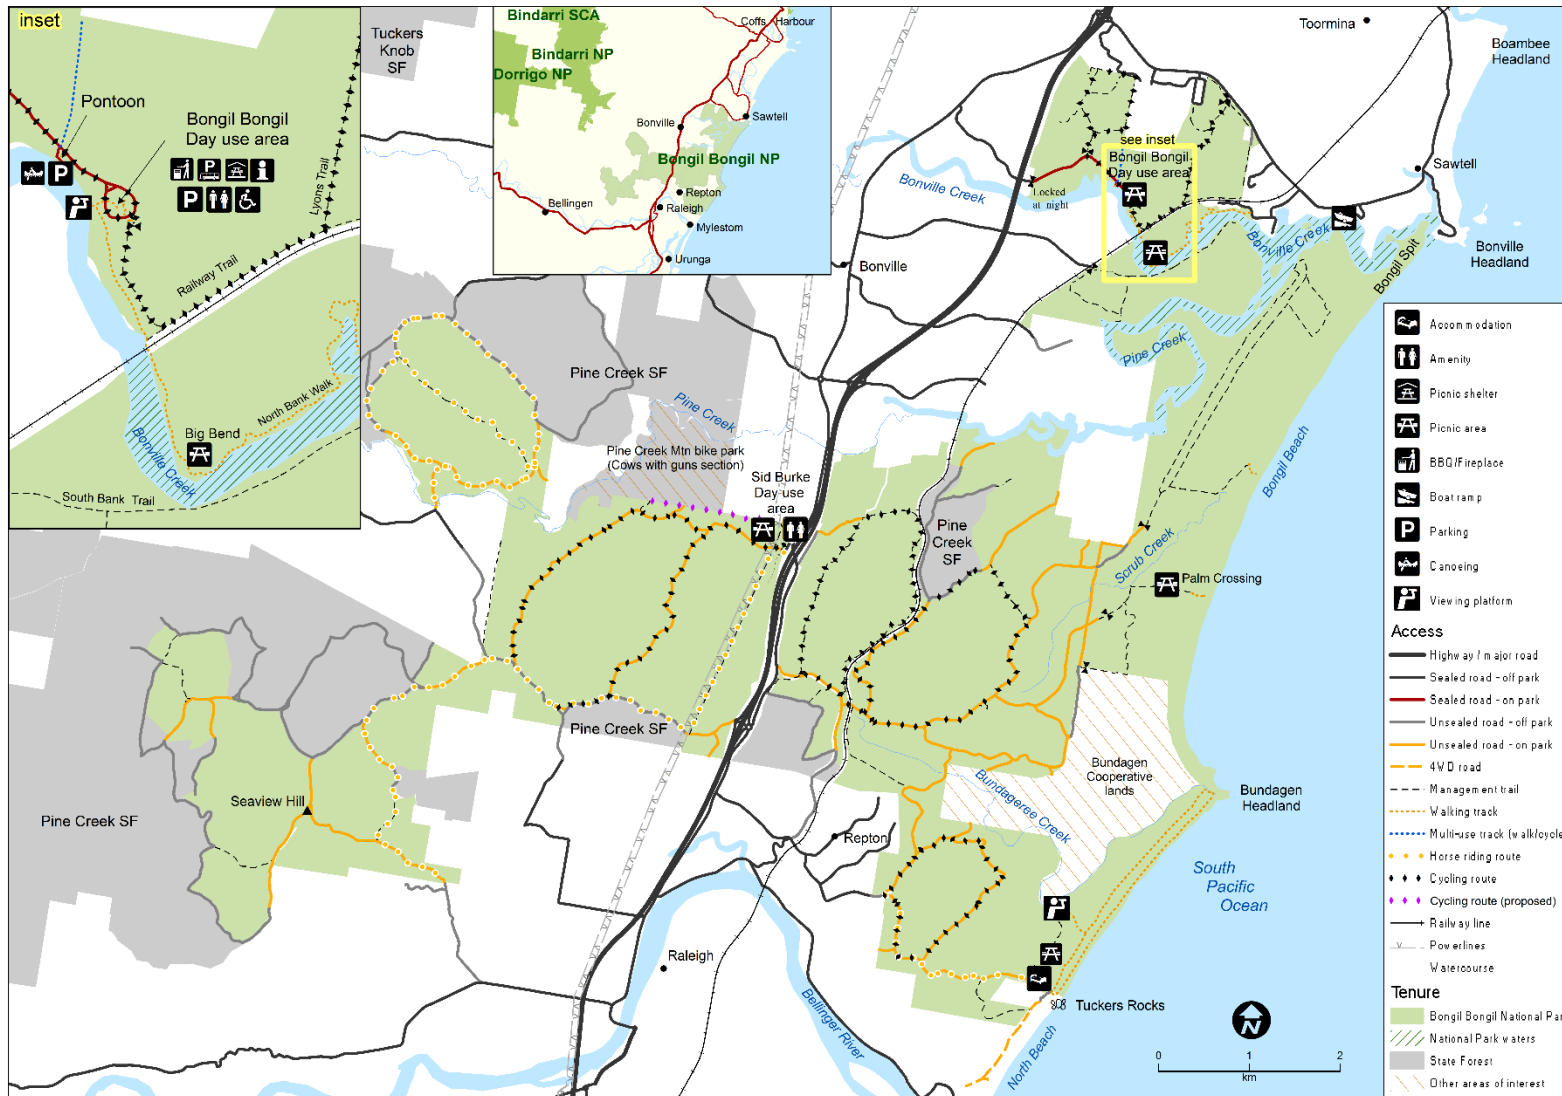 inset
Pontoon
Bongil Bongil
Day use area
P
P
Lyons Trail
Railway Trail
North Bank Walk
Big Bend
Bonville Creek
South Bank Trail
Tuckers
Knob
SF
Bindarri SCA
Bindarri NP
Dorrigo NP
Coffs Harbour
Sawtell
Bonville
Bongil Bongil NP
Repton
Raleigh
Bellingen
Mylestom
Urunga
Toormina
Boambee
Headland
see inset
Bongil Bongil
Day use area
Locked
at night
Bonville Creek
Sawtell
Bonville Creek
Bongil Spit
Bonville
Headland
Bonville
Pine Creek
Bongil Beach
Pine Creek SF
Pine Creek
Pine Creek Mtn bike park
(Cows with guns section)
Sid Burke
Day use
area
Pine
Creek
SF
Scrub Creek
Palm Crossing
Pine Creek SF
Seaview Hill
Pine Creek SF
Bundagen
Cooperative
lands
Bundageree Creek
Bundagen
Headland
Repton
South
Pacific
Ocean
Raleigh
Bellinger River
Tuckers Rocks
North Beach
N
0 1 2
km
Accommodation
Amenity
Picnic shelter
Picnic area
BBQ/Fireplace
Boat ramp
P Parking
Canoeing
Viewing platform
Access
Highway / major road
Sealed road - off park
Sealed road - on park
Unsealed road - off park
Unsealed road - on park
4WD road
Management trail
Walking track
Multi-use track (walk/cycle
Horse riding route
Cycling route
Cycling route (proposed)
Railway line
Powerlines
Watercourse
Tenure
Bongil Bongil National Par
National Park waters
State Forest
Other areas of interest